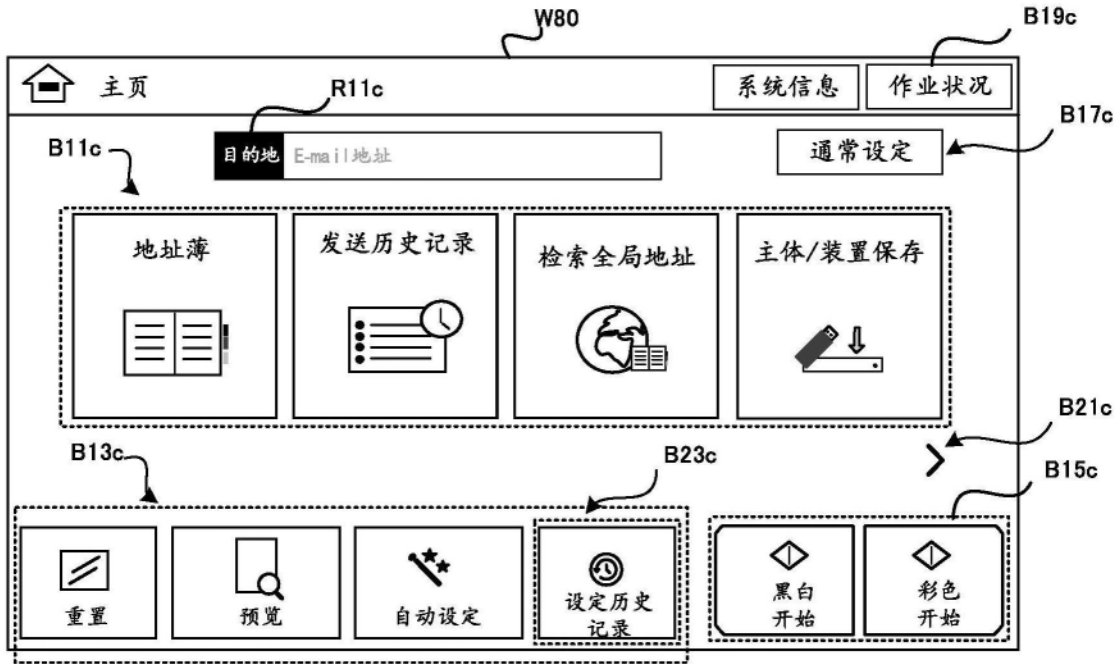 W80
B19c
主页
系统信息
作业状况
R11c
B17c
B11c
目的地
E-mail地址
通常设定
地址薄
发送历史记录
检索全局地址
主体/装置保存
B21c
B13c
B23c
B15c
重置
预览
自动设定
设定历史
记录
黑白
开始
彩色
开始